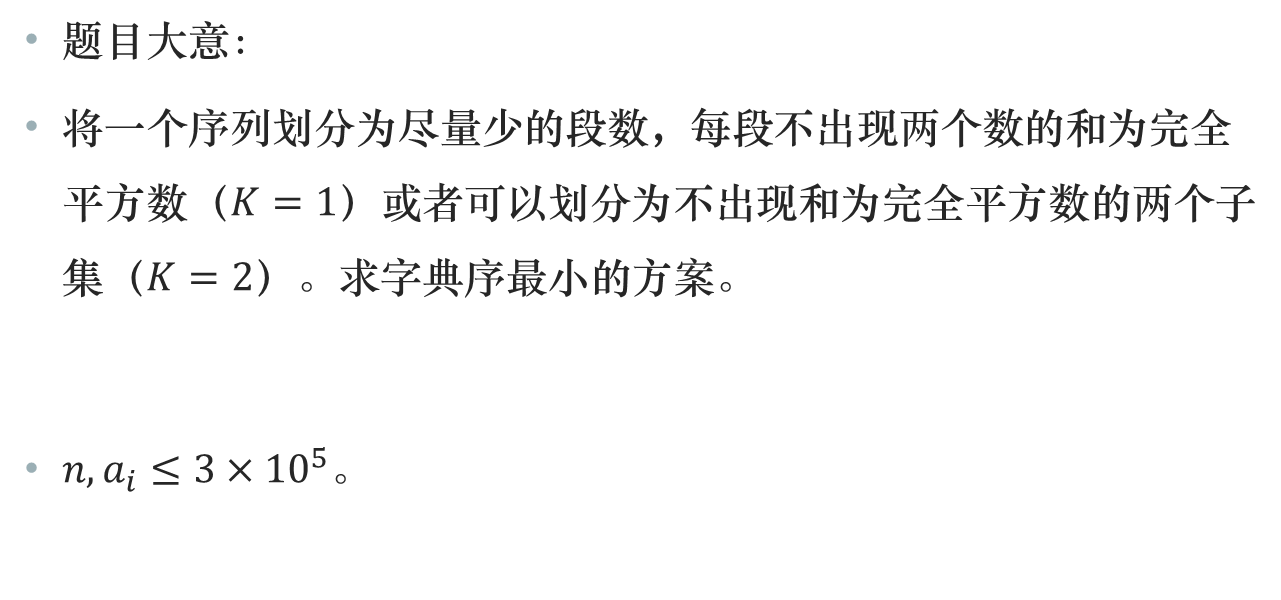 • 题目大意：
• 将一个序列划分为尽量少的段数，每段不出现两个数的和为完全
平方数（K = 1）或者可以划分为不出现和为完全平方数的两个子
集（K = 2）。求字典序最小的方案。
• n, aᵢ ≤ 3 × 10⁵。